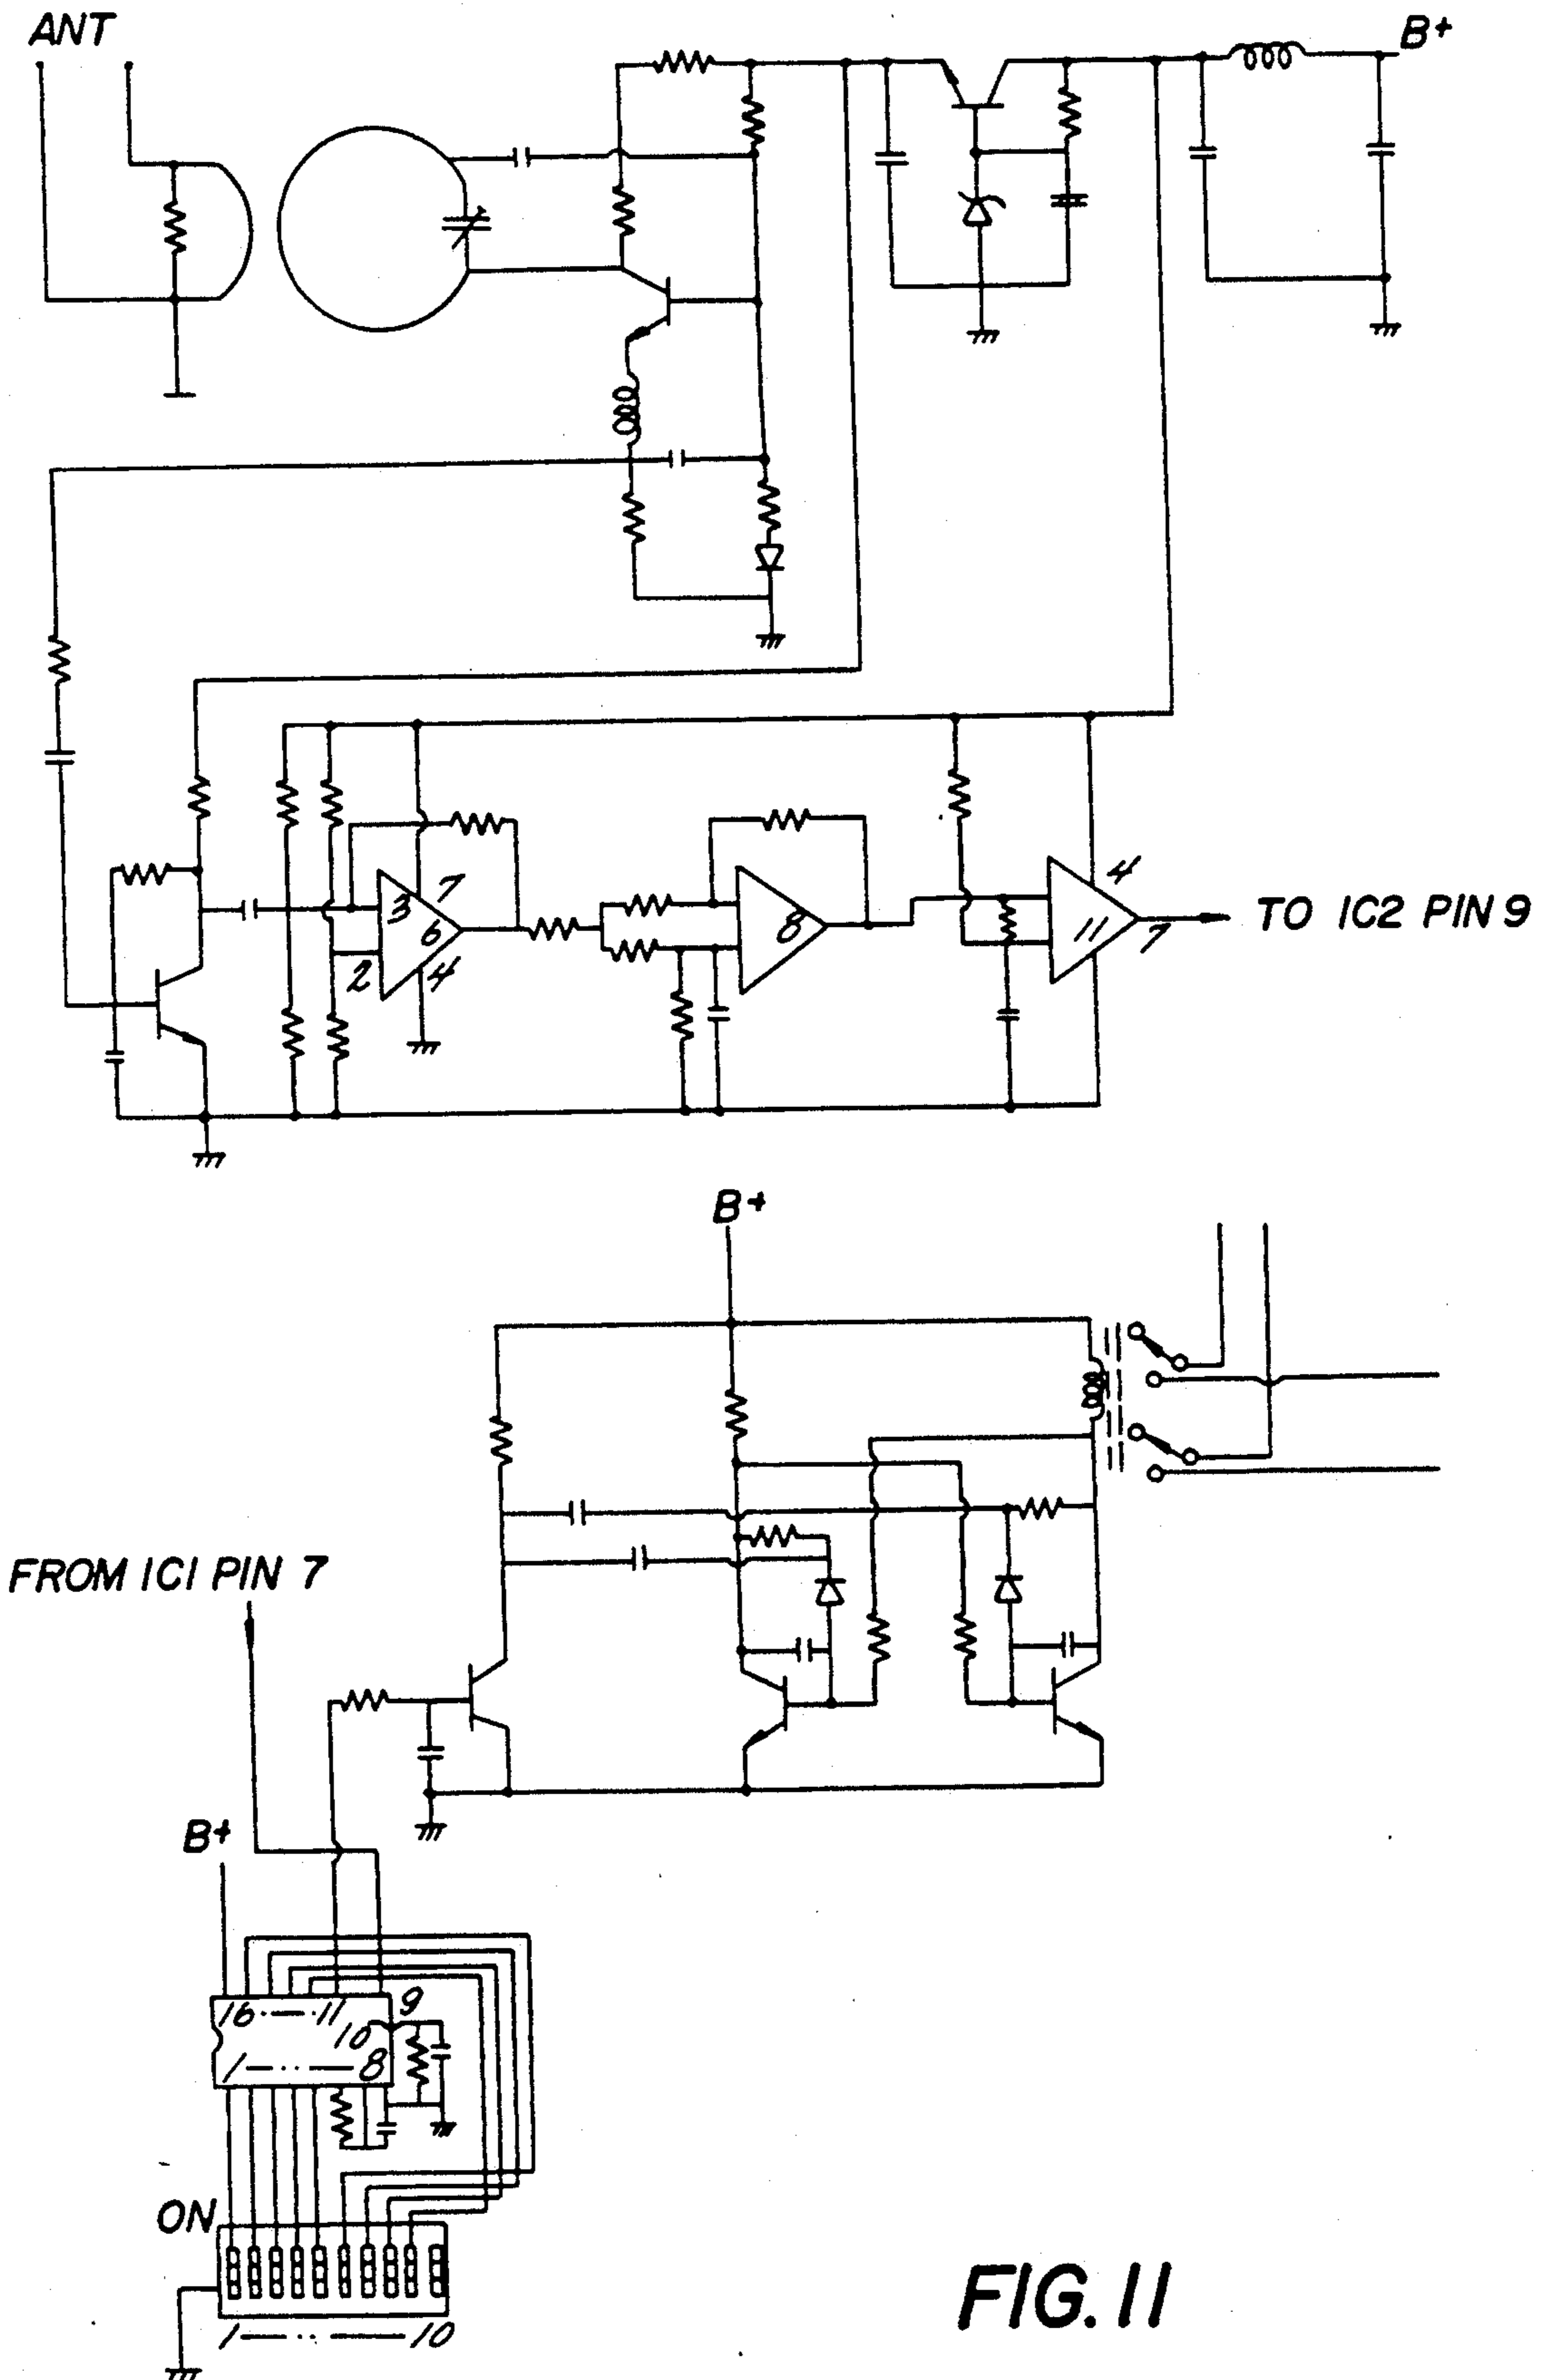 ANT
B+
3
7
6
2
4
8
4
11
7
TO IC2 PIN 9
B+
FROM IC1 PIN 7
B+
16 — · — · 11
9
10
1 — · · — 8
ON
1 — · · — 10
FIG. 11